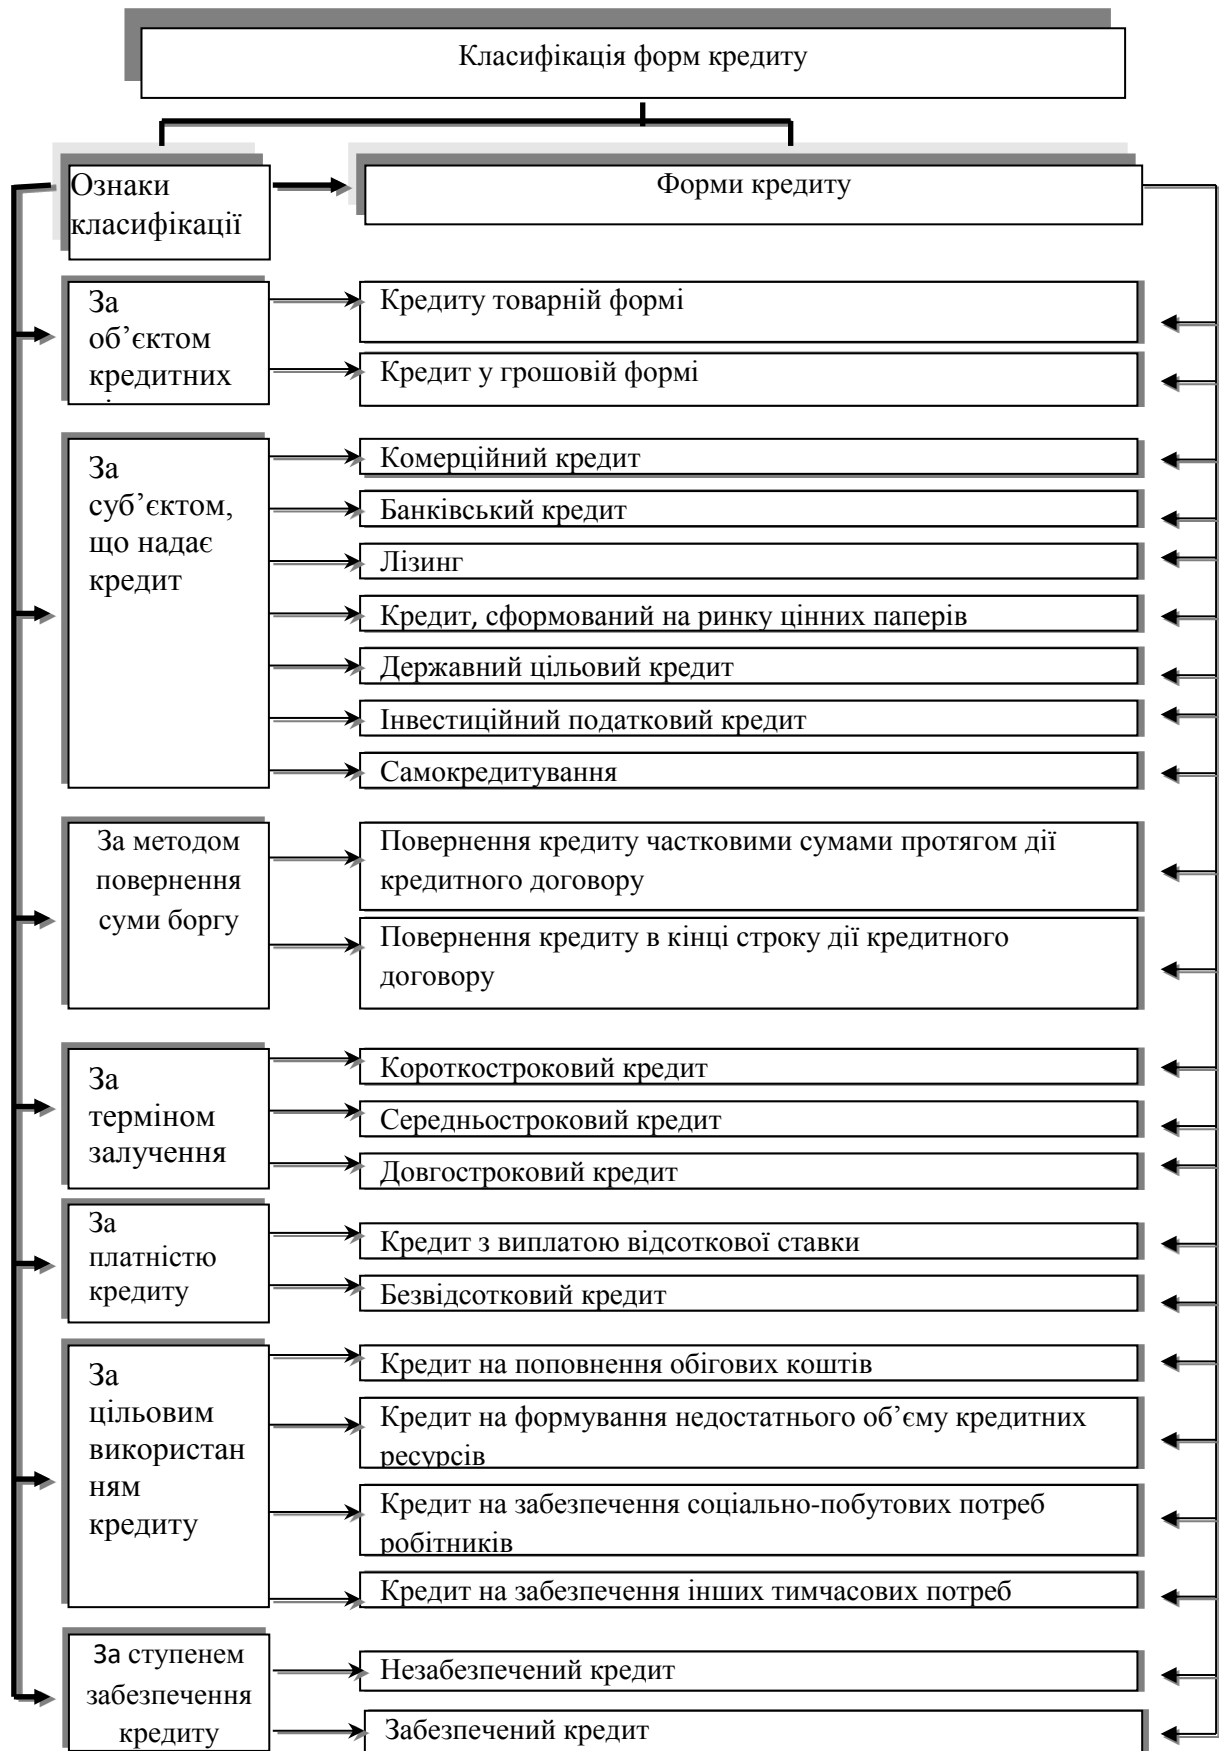 Класифікація форм кредиту
Ознаки
класифікації
Форми кредиту
За
об’єктом
кредитних
Кредиту товарній формі
Кредит у грошовій формі
За
суб’єктом,
що надає
кредит
Комерційний кредит
Банківський кредит
Лізинг
Кредит, сформований на ринку цінних паперів
Державний цільовий кредит
Інвестиційний податковий кредит
Самокредитування
За методом
повернення
суми боргу
Повернення кредиту частковими сумами протягом дії
кредитного договору
Повернення кредиту в кінці строку дії кредитного
договору
За
терміном
залучення
Короткостроковий кредит
Середньостроковий кредит
Довгостроковий кредит
За
платністю
кредиту
Кредит з виплатою відсоткової ставки
Безвідсотковий кредит
За
цільовим
використан
ням
кредиту
Кредит на поповнення обігових коштів
Кредит на формування недостатнього об’єму кредитних
ресурсів
Кредит на забезпечення соціально-побутових потреб
робітників
Кредит на забезпечення інших тимчасових потреб
За ступенем
забезпечення
кредиту
Незабезпечений кредит
Забезпечений кредит